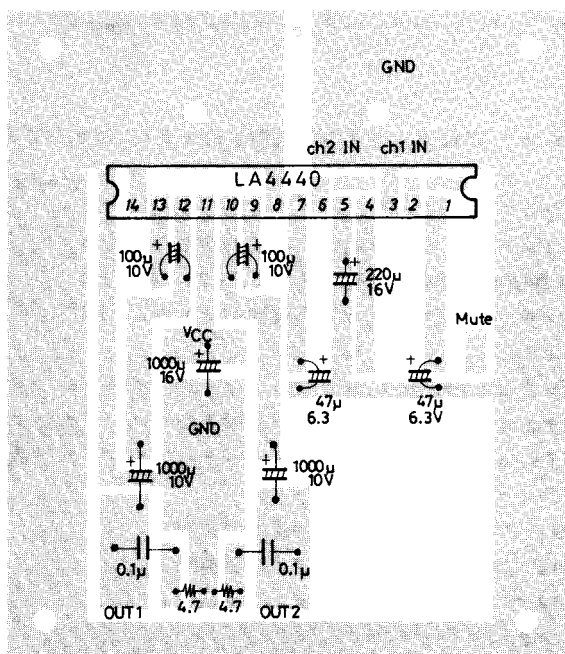 GND
ch2 IN ch1 IN
LA4440
14 13 12 11 10 9 8 7 6 5 4 3 2 1
+ 100μ 10V
+ 100μ 10V
+ 220μ 16V
Mute
VCC
+ 1000μ 16V
+ 47μ 6.3
+ 47μ 6.3V
GND
+ 1000μ 10V
+ 1000μ 10V
0.1μ
0.1μ
4.7
4.7
OUT1
OUT2